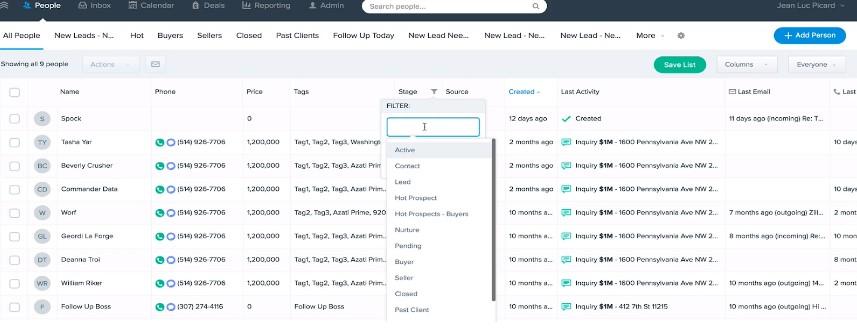 People Inbox Calendar Deals Reporting Admin Search people... Jean Luc Picard
All People New Leads - N... Hot Buyers Sellers Closed Past Clients Follow Up Today New Lead Nee... New Lead - Ne... New Lead - Ne... More + Add Person
Showing all 9 people Actions Save List Columns Everyone
Name Phone Price Tags Stage Source Created Last Activity Last Email Last
FILTER:
S Spock 0 12 days ago Created 11 days ago (incoming) Re: T...
TY Tasha Yar (514) 926-7706 1,200,000 Tag1, Tag2, Tag3, Washingt 2 months ago Inquiry $1M - 1600 Pennsylvania Ave NW 2... 10 days
BC Beverly Crusher (514) 926-7706 1,200,000 Tag1, Tag2, Tag3, Azati Prim.. 2 months ago Inquiry $1M - 1600 Pennsylvania Ave NW 2...
CD Commander Data (514) 926-7706 1,200,000 Tag1, Tag2, Tag3, Azati Prim.. 2 months ago Inquiry $1M - 1600 Pennsylvania Ave NW 2... 10 days
W Worf (514) 926-7706 1,200,000 Tag2, Tag3, Azati Prime, 920 10 months a... Inquiry $1M - 1600 Pennsylvania Ave NW 2... 7 months ago (outgoing) Zill... 2 mont
GL Geordi La Forge (514) 926-7706 1,200,000 Tag1, Tag2, Tag3, Azati Prim.. 10 months a... Inquiry $1M - 1600 Pennsylvania Ave NW 2... 8 months ago (incoming) Re:...
DT Deanna Troi (514) 926-7706 1,200,000 Tag1, Tag2, Tag3, Azati Prim.. 10 months a... Inquiry $1M - 1600 Pennsylvania Ave NW 2... 8 mont
WR William Riker (514) 926-7706 1,200,000 Tag1, Tag2, Tag3, Azati Prim.. 10 months a... Inquiry $1M - 1600 Pennsylvania Ave NW 2... 10 months ago (outgoing) 14... 2 mont
F Follow Up Boss (307) 274-4116 0 Follow Up Boss 10 months a... Inquiry - 412 7th St 11215 10 months ago (outgoing) Hi ... 10 mont
Active
Contact
Lead
Hot Prospect
Hot Prospects - Buyers
Nurture
Pending
Buyer
Seller
Closed
Past Client